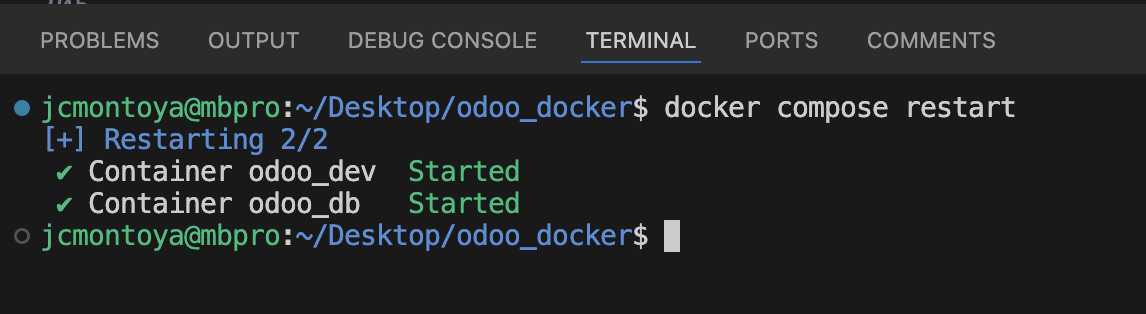 PROBLEMS OUTPUT DEBUG CONSOLE TERMINAL PORTS COMMENTS
jcmontoya@mbpro:~/Desktop/odoo_docker$ docker compose restart
[+] Restarting 2/2
✔ Container odoo_dev  Started
✔ Container odoo_db   Started
jcmontoya@mbpro:~/Desktop/odoo_docker$